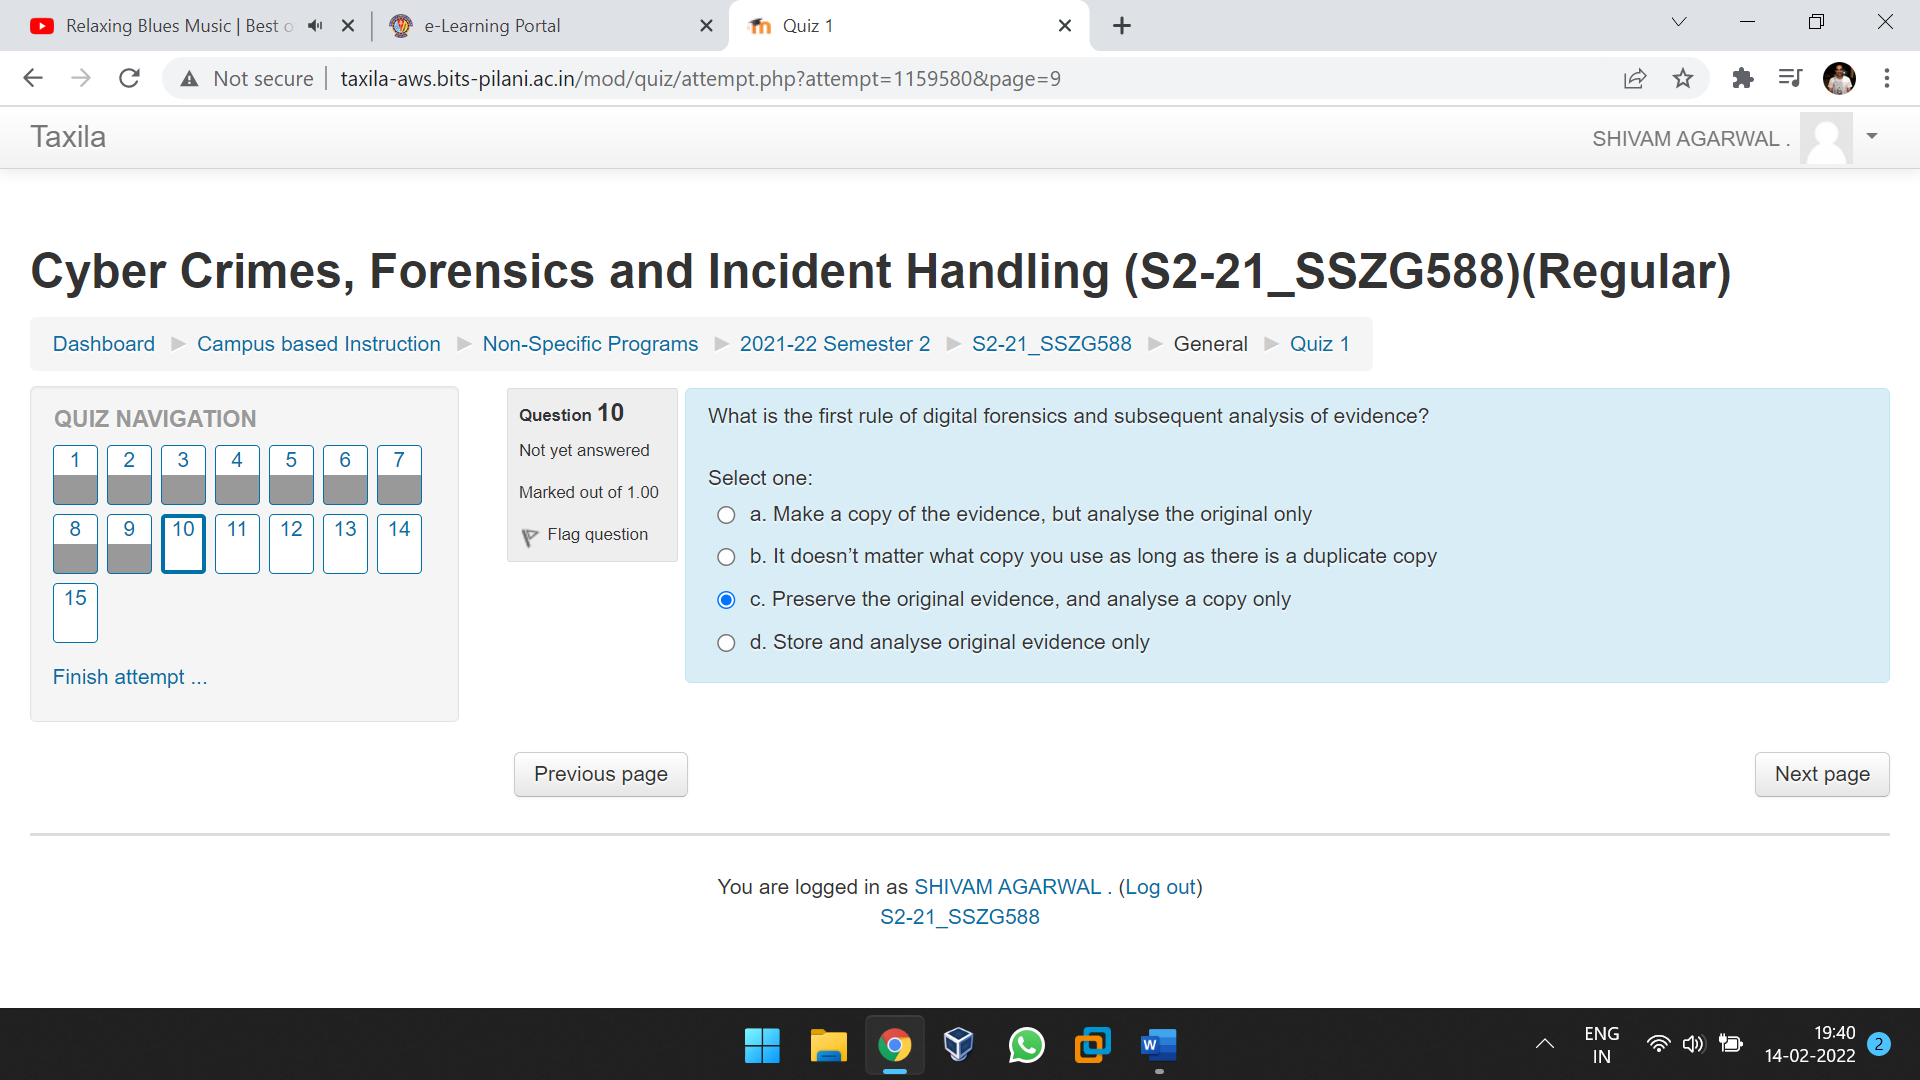 Relaxing Blues Music | Best o
e-Learning Portal
Quiz 1
Not secure
taxila-aws.bits-pilani.ac.in/mod/quiz/attempt.php?attempt=1159580&page=9
Taxila
SHIVAM AGARWAL .
Cyber Crimes, Forensics and Incident Handling (S2-21_SSZG588)(Regular)
Dashboard ► Campus based Instruction ► Non-Specific Programs ► 2021-22 Semester 2 ► S2-21_SSZG588 ► General ► Quiz 1
QUIZ NAVIGATION
1 2 3 4 5 6 7
8 9 10 11 12 13 14
15
Finish attempt ...
Question 10
Not yet answered
Marked out of 1.00
Flag question
What is the first rule of digital forensics and subsequent analysis of evidence?
Select one:
a. Make a copy of the evidence, but analyse the original only
b. It doesn’t matter what copy you use as long as there is a duplicate copy
c. Preserve the original evidence, and analyse a copy only
d. Store and analyse original evidence only
Previous page
Next page
You are logged in as SHIVAM AGARWAL . (Log out)
S2-21_SSZG588
W
ENG
IN
19:40
14-02-2022
2